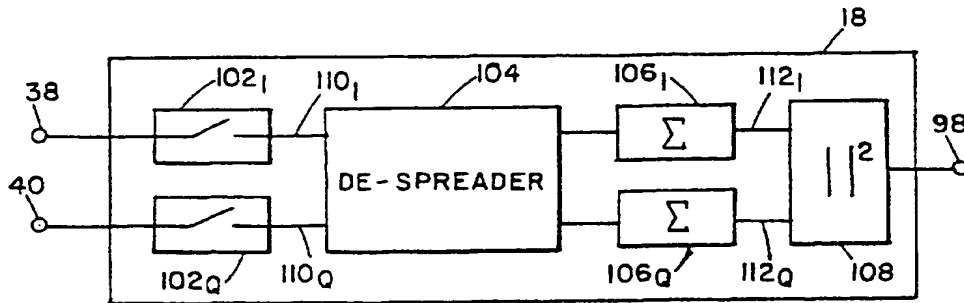 18
38
102I
110I
104
106I
112I
98
Σ
| |²
DE-SPREADER
40
Σ
102Q
110Q
106Q
112Q
108